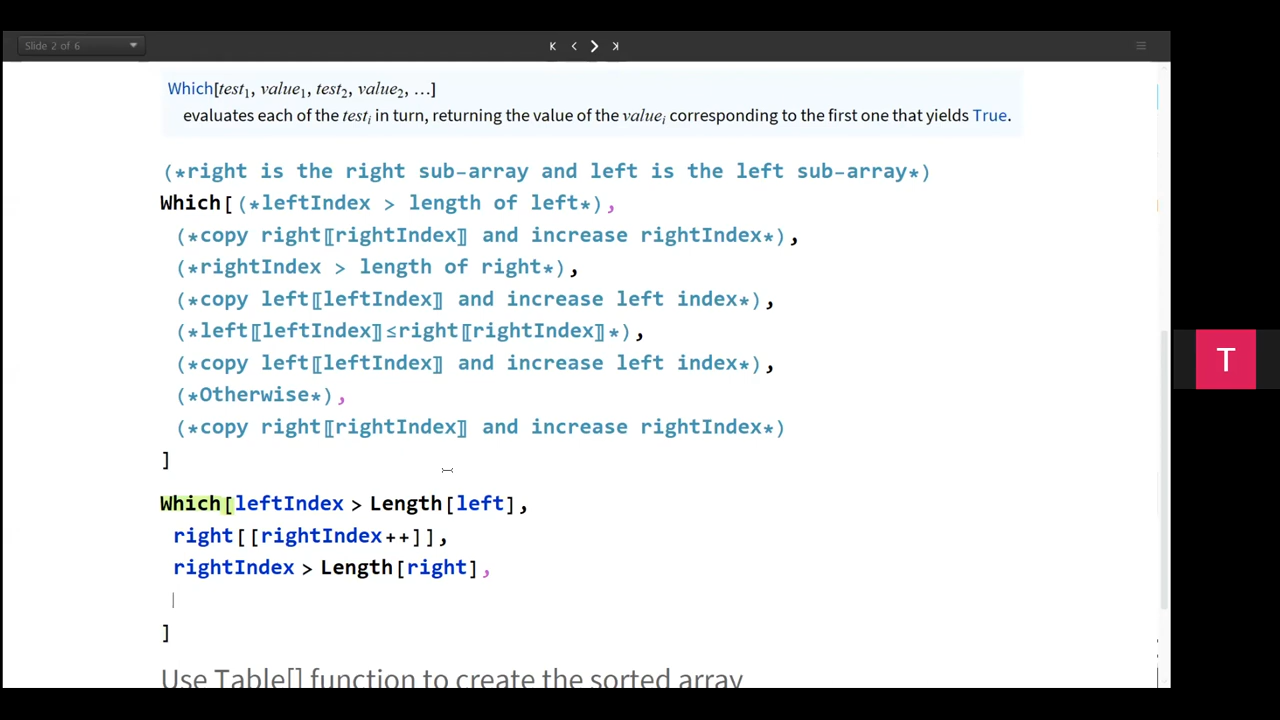 Slide 2 of 6
Which[test1, value1, test2, value2, …]
evaluates each of the testi in turn, returning the value of the valuei corresponding to the first one that yields True.
(*right is the right sub-array and left is the left sub-array*)
Which[(*leftIndex > length of left*),
(*copy right⟦rightIndex⟧ and increase rightIndex*),
(*rightIndex > length of right*),
(*copy left⟦leftIndex⟧ and increase left index*),
(*left⟦leftIndex⟧≤right⟦rightIndex⟧*),
(*copy left⟦leftIndex⟧ and increase left index*),
(*Otherwise*),
(*copy right⟦rightIndex⟧ and increase rightIndex*)
]
Which[leftIndex > Length[left],
right[[rightIndex++]],
rightIndex > Length[right],
]
Use Table[] function to create the sorted array
T